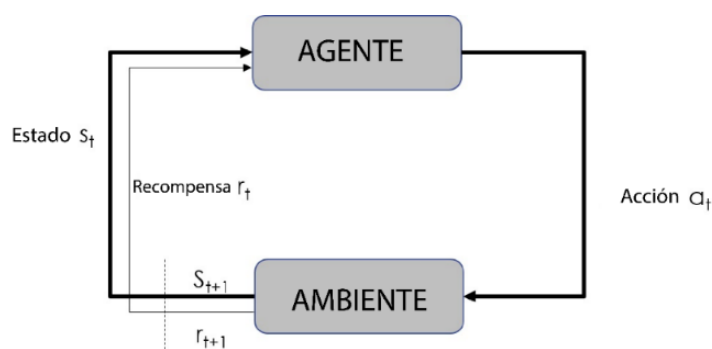 AGENTE
Estado Sₜ
Recompensa rₜ
Acción aₜ
Sₜ₊₁
AMBIENTE
rₜ₊₁